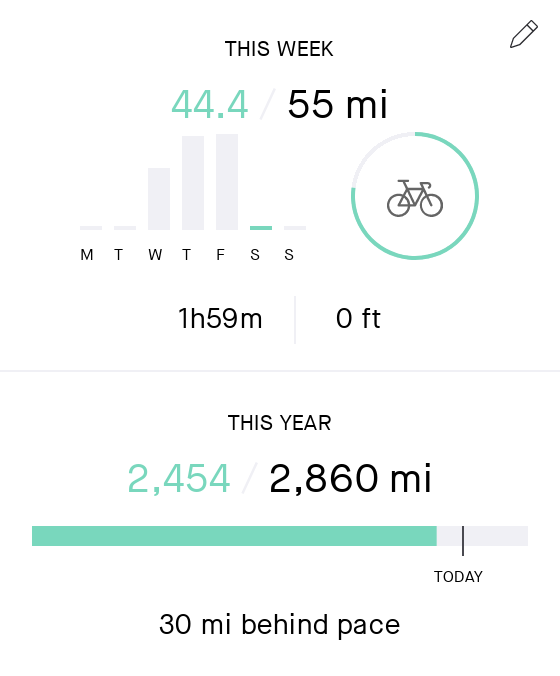 THIS WEEK
44.4 / 55 mi
M T W T F S S
1h59m 0 ft
THIS YEAR
2,454 / 2,860 mi
TODAY
30 mi behind pace